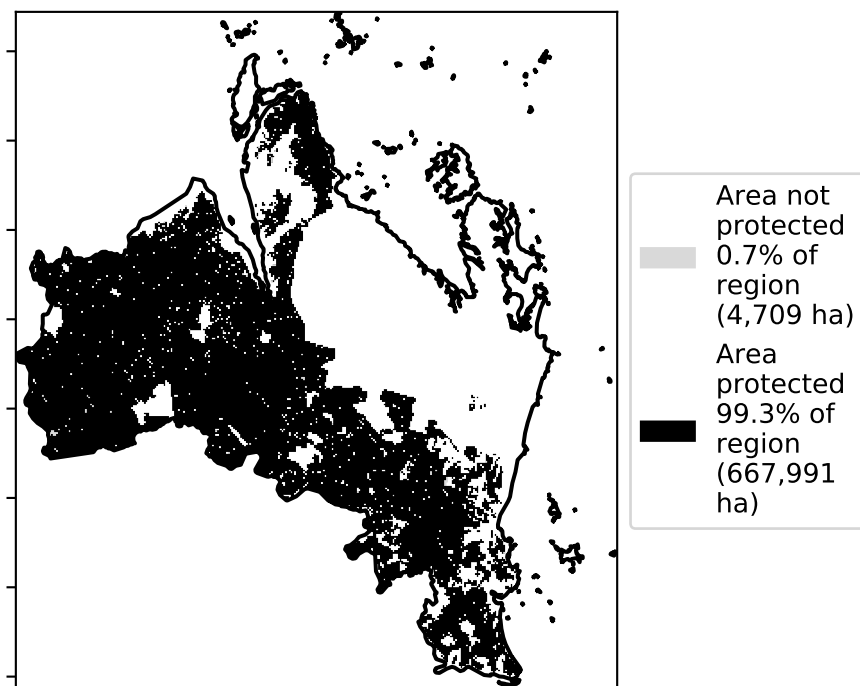 Area not
protected
0.7% of
region
(4,709 ha)
Area
protected
99.3% of
region
(667,991
ha)